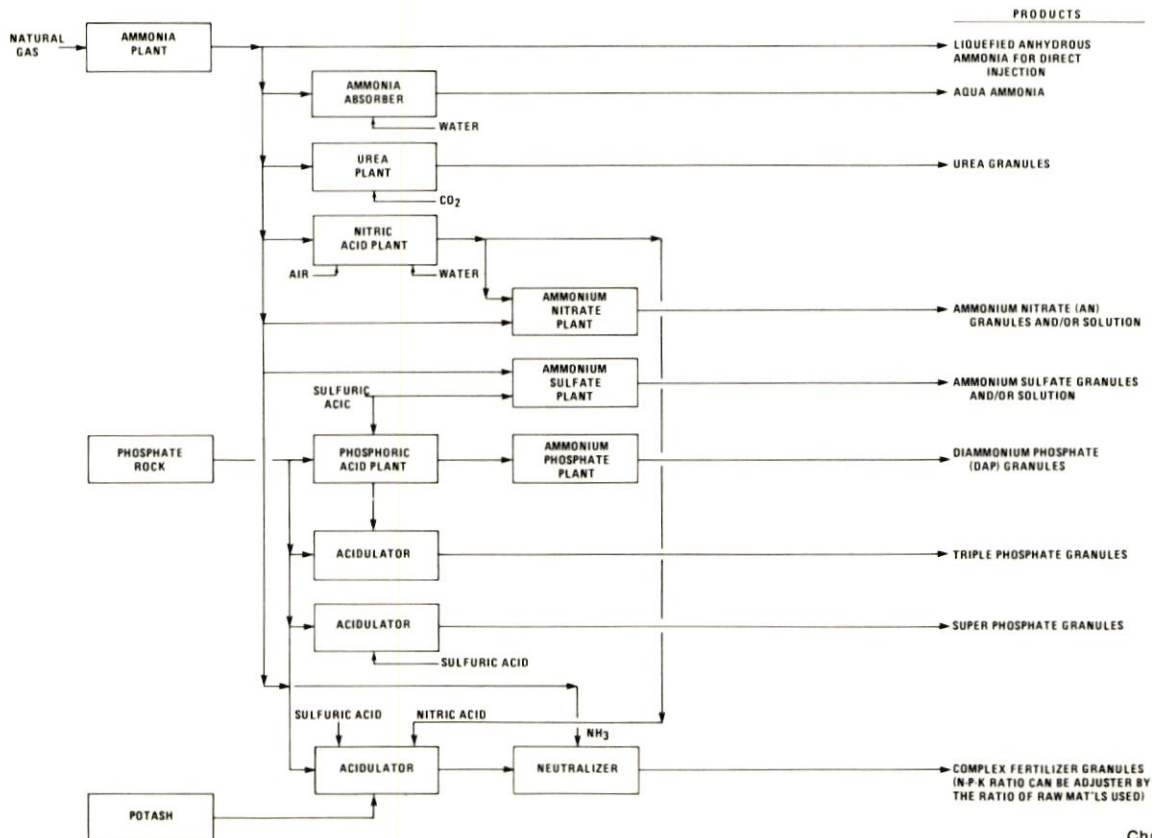 PRODUCTS
NATURAL
GAS
AMMONIA
PLANT
LIQUEFIED ANHYDROUS
AMMONIA FOR DIRECT
INJECTION
AMMONIA
ABSORBER
AQUA AMMONIA
WATER
UREA
PLANT
UREA GRANULES
CO2
NITRIC
ACID PLANT
AIR
WATER
AMMONIUM
NITRATE
PLANT
AMMONIUM NITRATE (AN)
GRANULES AND/OR SOLUTION
AMMONIUM
SULFATE
PLANT
AMMONIUM SULFATE GRANULES
AND/OR SOLUTION
SULFURIC
ACIC
PHOSPHATE
ROCK
PHOSPHORIC
ACID PLANT
AMMONIUM
PHOSPHATE
PLANT
DIAMMONIUM PHOSPHATE
(DAP) GRANULES
ACIDULATOR
TRIPLE PHOSPHATE GRANULES
ACIDULATOR
SUPER PHOSPHATE GRANULES
SULFURIC ACID
SULFURIC ACID
NITRIC ACID
NH3
ACIDULATOR
NEUTRALIZER
COMPLEX FERTILIZER GRANULES
(N-P-K RATIO CAN BE ADJUSTER BY
THE RATIO OF RAW MAT'LS USED)
POTASH